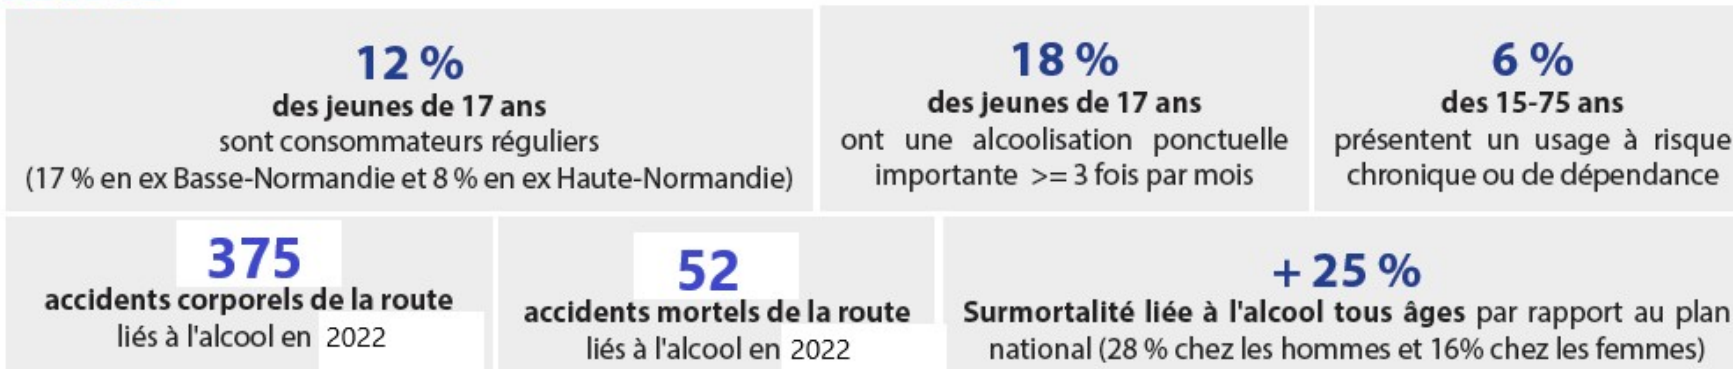 12 %
des jeunes de 17 ans
sont consommateurs réguliers
(17 % en ex Basse-Normandie et 8 % en ex Haute-Normandie)
18 %
des jeunes de 17 ans
ont une alcoolisation ponctuelle
importante >= 3 fois par mois
6 %
des 15-75 ans
présentent un usage à risque
chronique ou de dépendance
375
accidents corporels de la route
liés à l'alcool en 2022
52
accidents mortels de la route
liés à l'alcool en 2022
+ 25 %
Surmortalité liée à l'alcool tous âges par rapport au plan
national (28 % chez les hommes et 16% chez les femmes)